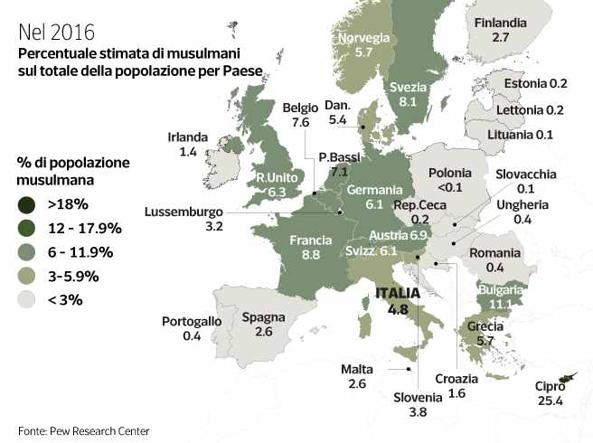 Nel 2016
Percentuale stimata di musulmani
sul totale della popolazione per Paese
% di popolazione
musulmana
>18%
12 - 17.9%
6 - 11.9%
3-5.9%
< 3%
Finlandia
2.7
Norvegia
5.7
Svezia
8.1
Estonia 0.2
Lettonia 0.2
Lituania 0.1
Belgio
7.6
Dan.
5.4
Irlanda
1.4
P.Bassi
7.1
R.Unito
6.3
Germania
6.1
Polonia
<0.1
Slovacchia
0.1
Ungheria
0.4
Lussemburgo
3.2
Rep.Ceca
0.2
Francia
8.8
Austria 6.9
Svizz. 6.1
Romania
0.4
ITALIA
4.8
Bulgaria
11.1
Portogallo
0.4
Spagna
2.6
Grecia
5.7
Malta
2.6
Slovenia
3.8
Croazia
1.6
Cipro
25.4
Fonte: Pew Research Center